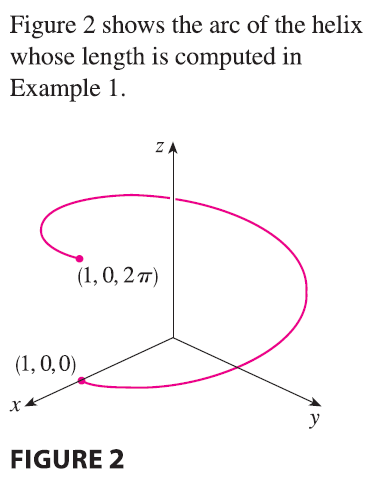 Figure 2 shows the arc of the helix
whose length is computed in
Example 1.
z
(1, 0, 2π)
(1, 0, 0)
x
y
FIGURE 2